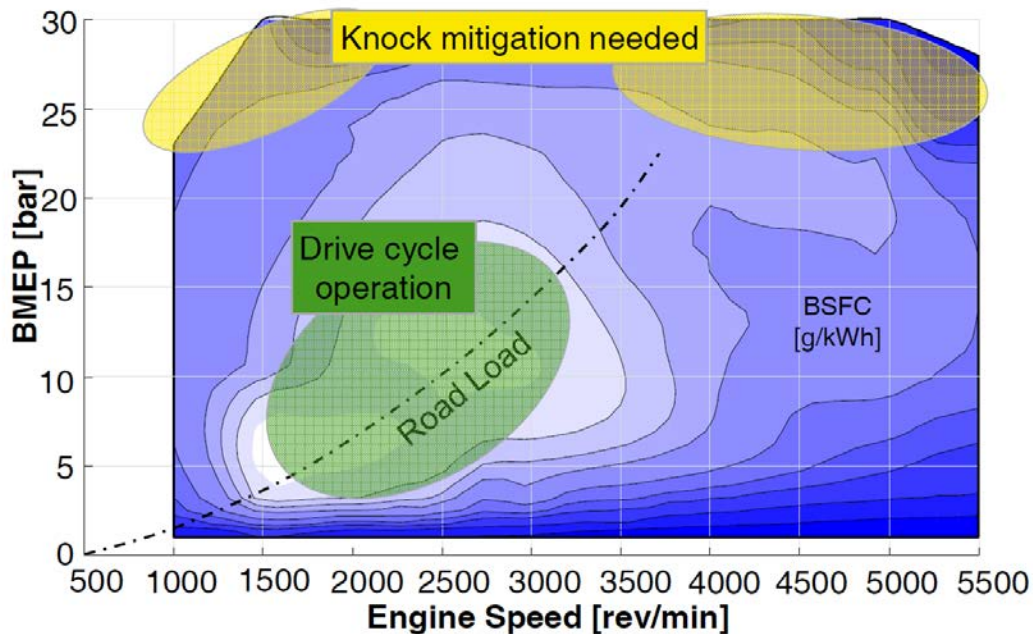 30
25
20
15
10
5
0
BMEP [bar]
Knock mitigation needed
Drive cycle
operation
Road Load
BSFC
[g/kWh]
500 1000 1500 2000 2500 3000 3500 4000 4500 5000 5500
Engine Speed [rev/min]